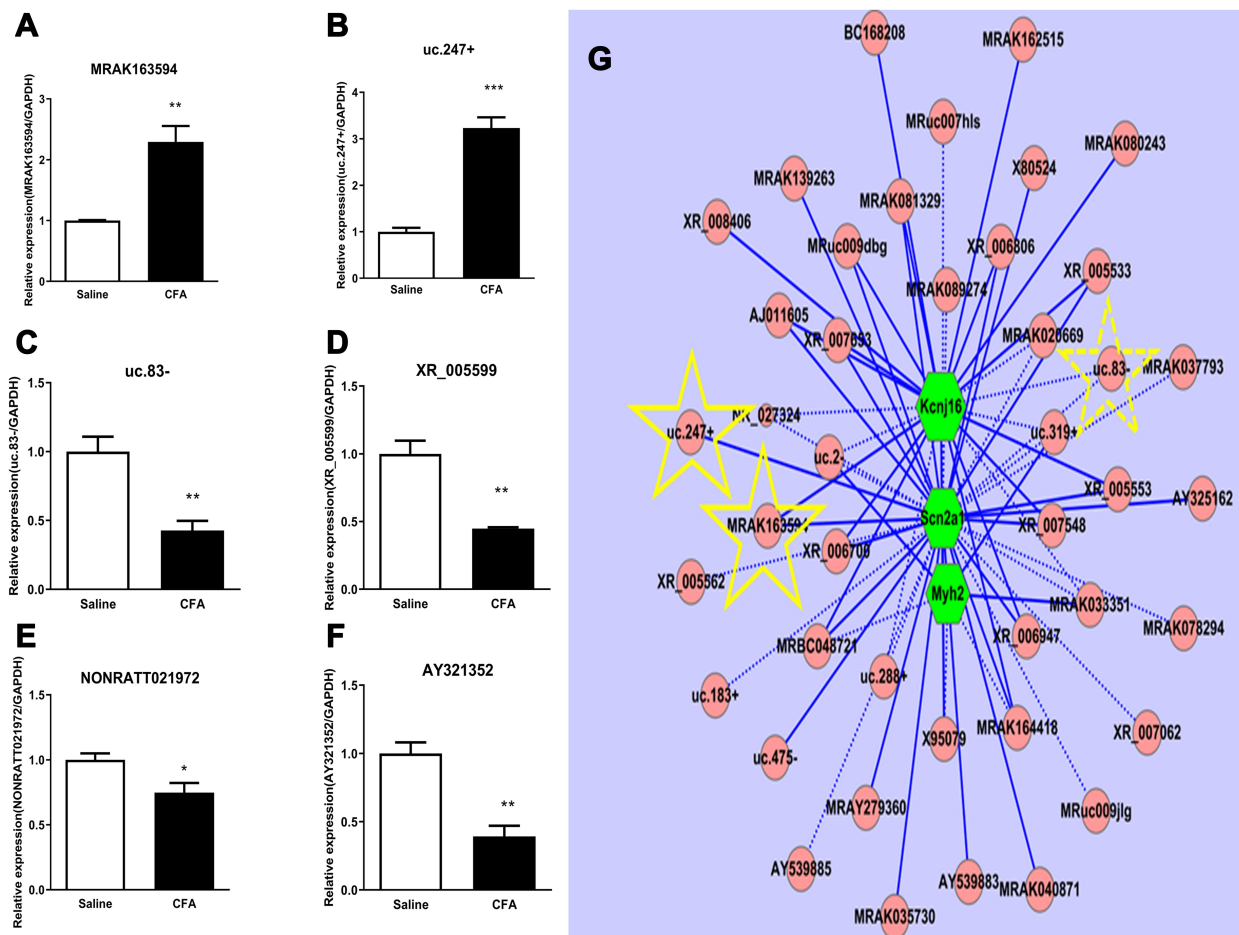 A
MRAK163594
Relative expression(MRAK163594/GAPDH)
3
2
1
0
**
Saline
CFA
B
uc.247+
Relative expression(uc.247+/GAPDH)
4
3
2
1
0
***
Saline
CFA
C
uc.83-
Relative expression(uc.83-/GAPDH)
1.5
1.0
0.5
0.0
**
Saline
CFA
D
XR_005599
Relative expression(XR_005599/GAPDH)
1.5
1.0
0.5
0.0
**
Saline
CFA
E
NONRATT021972
Relative expression(NONRATT021972/GAPDH)
1.5
1.0
0.5
0.0
*
Saline
CFA
F
AY321352
Relative expression(AY321352/GAPDH)
1.5
1.0
0.5
0.0
**
Saline
CFA
G
BC168208
MRAK162515
MRuc007hls
MRAK080243
X80524
MRAK139263
MRAK081329
XR_008406
MRuc009dbg
XR_006806
XR_005533
MRAK089274
AJ011605
XR_007693
MRAK020669
uc.83-
MRAK037793
Kcnj16
NR_027324
uc.247+
uc.319+
uc.2-
XR_005553
AY325162
Scn2a1
MRAK163594
XR_007548
XR_006700
XR_005562
Myh2
MRAK033351
MRAK078294
MRBC048721
XR_006947
uc.288+
uc.183+
X95079
MRAK164418
XR_007062
uc.475-
MRAY279360
MRuc009jlg
AY539885
AY539883
MRAK040871
MRAK035730